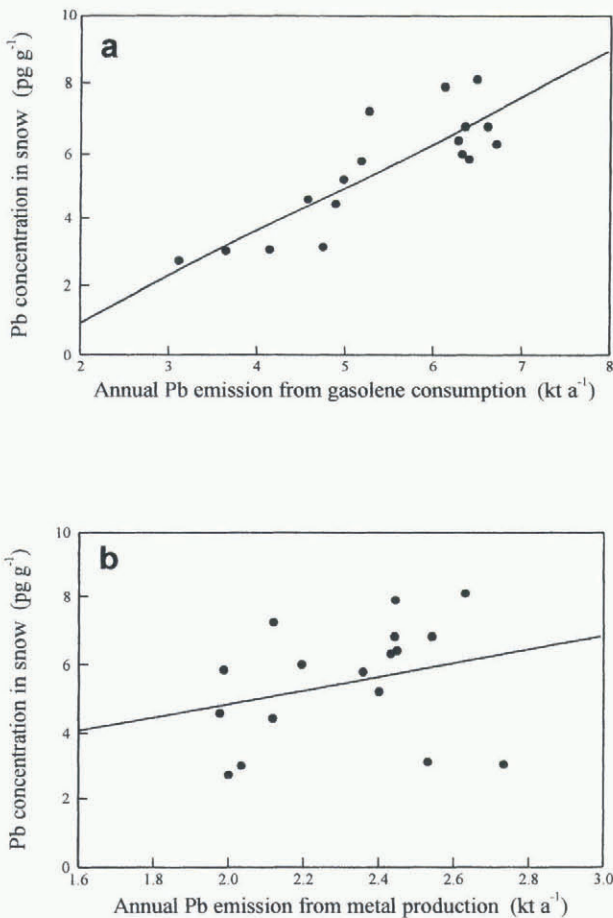 a
Pb concentration in snow (pg g⁻¹)
10
8
6
4
2
0
2 3 4 5 6 7 8
Annual Pb emission from gasolene consumption (kt a⁻¹)
b
Pb concentration in snow (pg g⁻¹)
10
8
6
4
2
0
1.6 1.8 2.0 2.2 2.4 2.6 2.8 3.0
Annual Pb emission from metal production (kt a⁻¹)